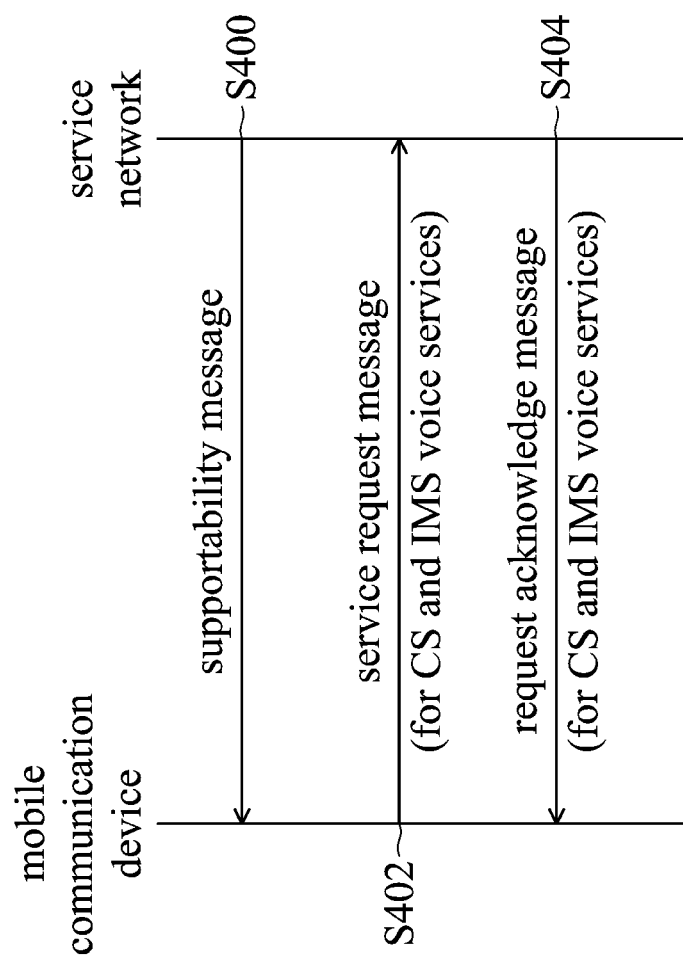 mobile
communication
device
service
network
supportability message
S400
service request message
(for CS and IMS voice services)
S402
request acknowledge message
(for CS and IMS voice services)
S404